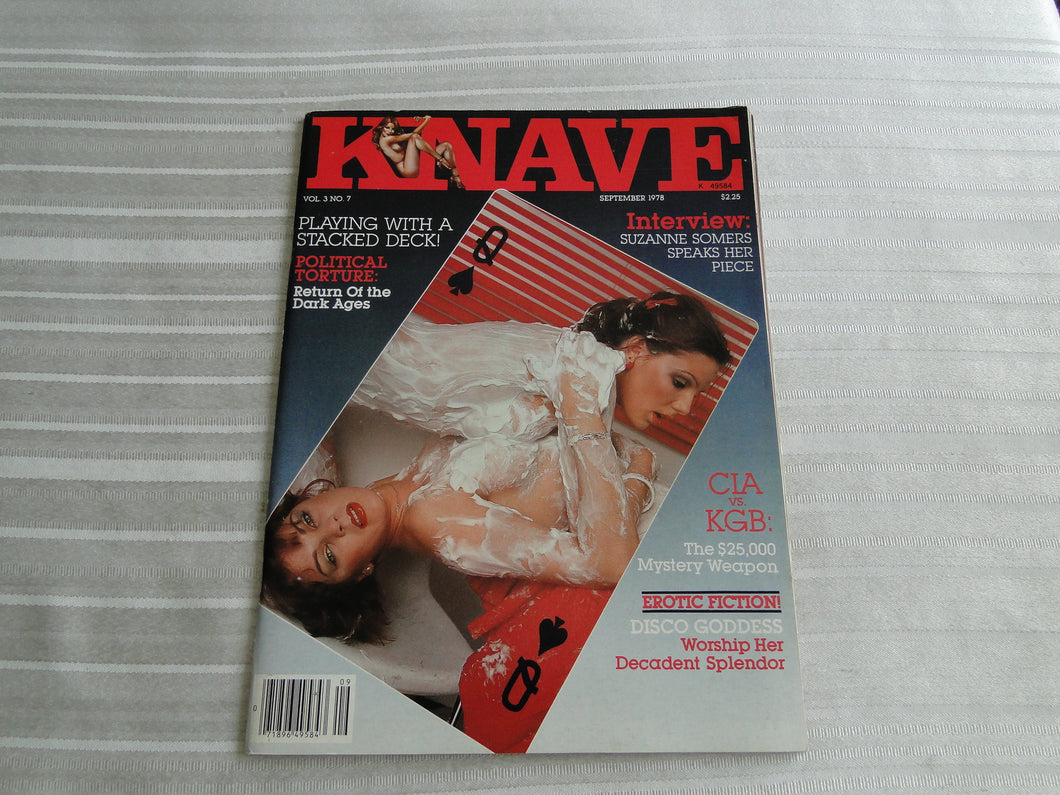 KNAVE
K 49584
VOL. 3 NO. 7
SEPTEMBER 1978
$2.25
PLAYING WITH A
STACKED DECK!
POLITICAL
TORTURE:
Return Of the
Dark Ages
Interview:
SUZANNE SOMERS
SPEAKS HER
PIECE
Q
CIA
vs.
KGB:
The $25,000
Mystery Weapon
EROTIC FICTION!
DISCO GODDESS
Worship Her
Decadent Splendor
Q
09
0 71896 49584